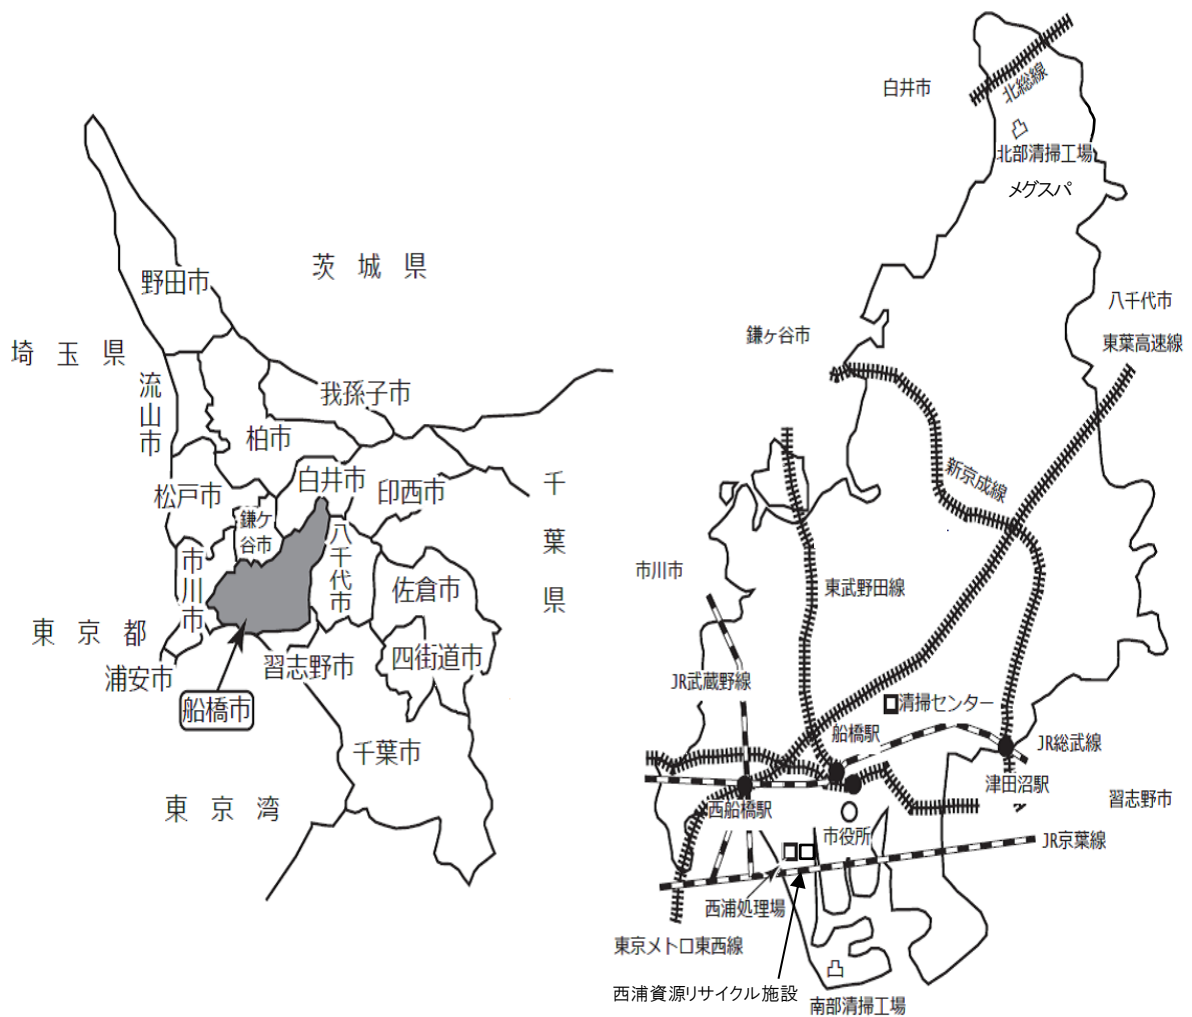 茨城県
野田市
埼玉県
流山市
我孫子市
柏市
松戸市
白井市
印西市
千葉県
鎌ケ
谷市
八千代市
市川市
佐倉市
東京都
浦安市
習志野市
四街道市
船橋市
千葉市
東京湾
白井市
北総線
北部清掃工場
メグスパ
八千代市
鎌ヶ谷市
東葉高速線
新京成線
市川市
東武野田線
JR武蔵野線
清掃センター
船橋駅
JR総武線
津田沼駅
習志野市
西船橋駅
市役所
JR京葉線
西浦処理場
東京メトロ東西線
西浦資源リサイクル施設
南部清掃工場